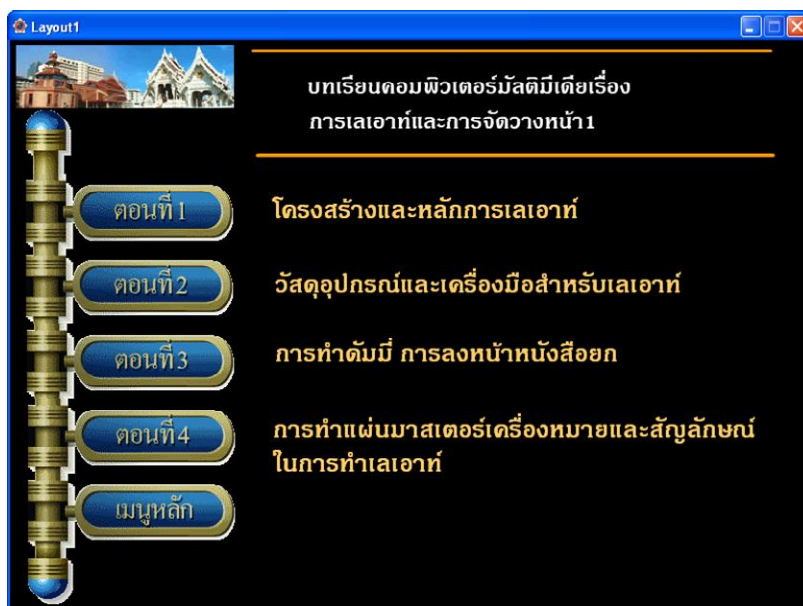 Layout1
บทเรียนคอมพิวเตอร์มัลติมีเดียเรื่อง
การเลเอาท์และการจัดวางหน้า1
ตอนที่ 1
โครงสร้างและหลักการเลเอาท์
ตอนที่ 2
วัสดุอุปกรณ์และเครื่องมือสำหรับเลเอาท์
ตอนที่ 3
การทำดัมมี่ การลงหน้าหนังสือยก
ตอนที่ 4
การทำแผ่นมาสเตอร์เครื่องหมายและสัญลักษณ์
ในการทำเลเอาท์
เมนูหลัก